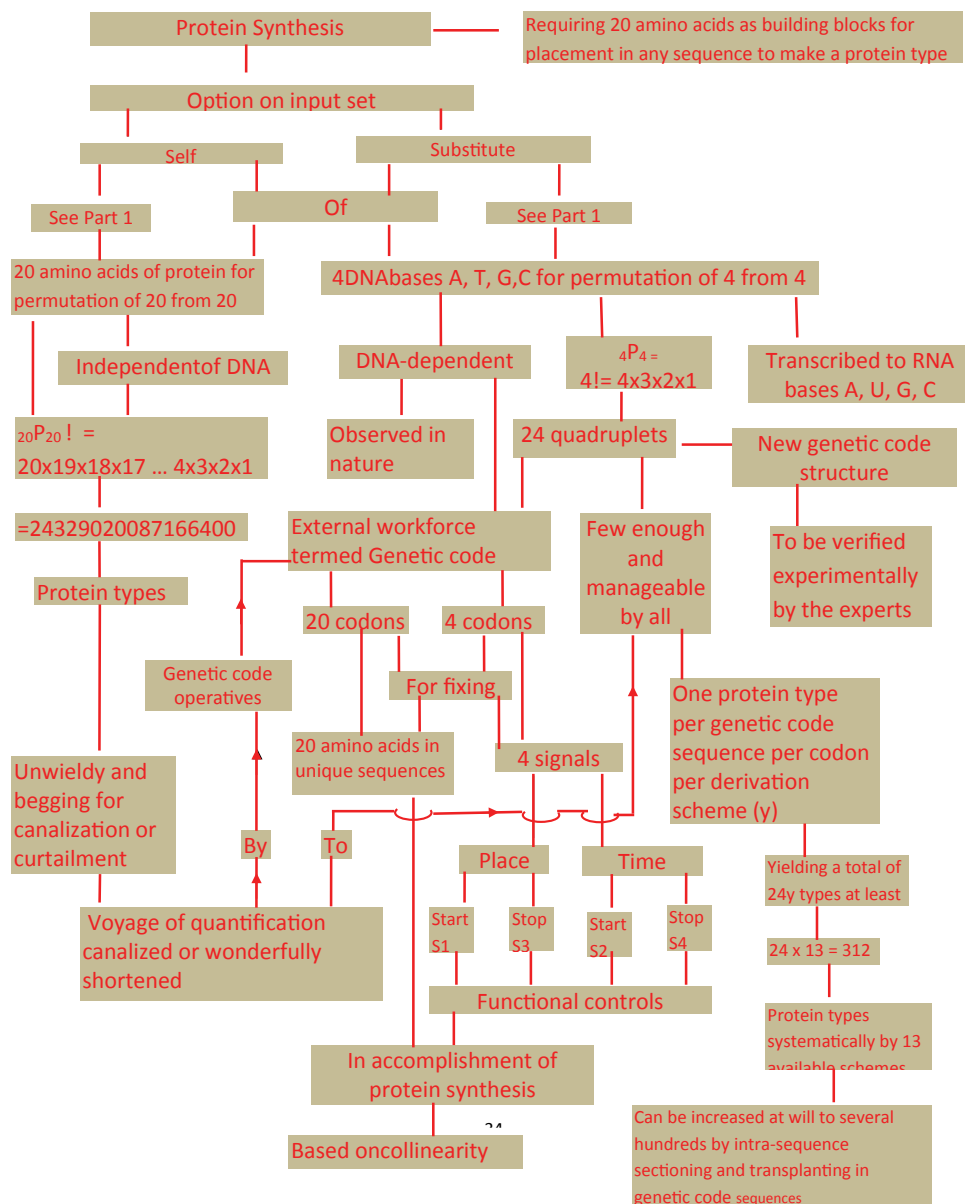 Protein Synthesis
Requiring 20 amino acids as building blocks for
placement in any sequence to make a protein type
Option on input set
Self
Substitute
See Part 1
Of
See Part 1
20 amino acids of protein for
permutation of 20 from 20
4DNAbases A, T, G,C for permutation of 4 from 4
Independentof DNA
DNA-dependent
4P4 =
4!= 4x3x2x1
Transcribed to RNA
bases A, U, G, C
20P20 ! =
20x19x18x17 ... 4x3x2x1
Observed in
nature
24 quadruplets
New genetic code
structure
=24329020087166400
External workforce
termed Genetic code
Few enough
and
manageable
by all
To be verified
experimentally
by the experts
Protein types
20 codons
4 codons
Genetic code
operatives
For fixing
One protein type
per genetic code
sequence per codon
per derivation
scheme (y)
20 amino acids in
unique sequences
4 signals
Unwieldy and
begging for
canalization or
curtailment
By
To
Place
Time
Yielding a total of
24y types at least
Voyage of quantification
canalized or wonderfully
shortened
Start
S1
Stop
S3
Start
S2
Stop
S4
24 x 13 = 312
Functional controls
Protein types
systematically by 13
available schemes
In accomplishment of
protein synthesis
Based oncollinearity
Can be increased at will to several
hundreds by intra-sequence
sectioning and transplanting in
genetic code sequences